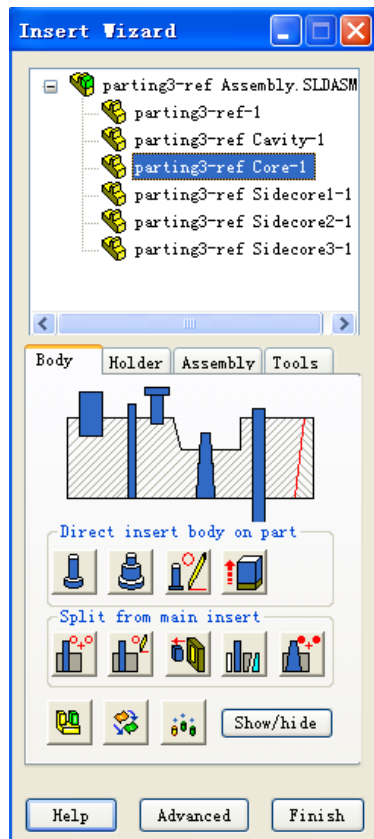 Insert Wizard
parting3-ref Assembly.SLDASM
parting3-ref-1
parting3-ref Cavity-1
parting3-ref Core-1
parting3-ref Sidecore1-1
parting3-ref Sidecore2-1
parting3-ref Sidecore3-1
Body Holder Assembly Tools
Direct insert body on part
Split from main insert
Show/hide
Help Advanced Finish